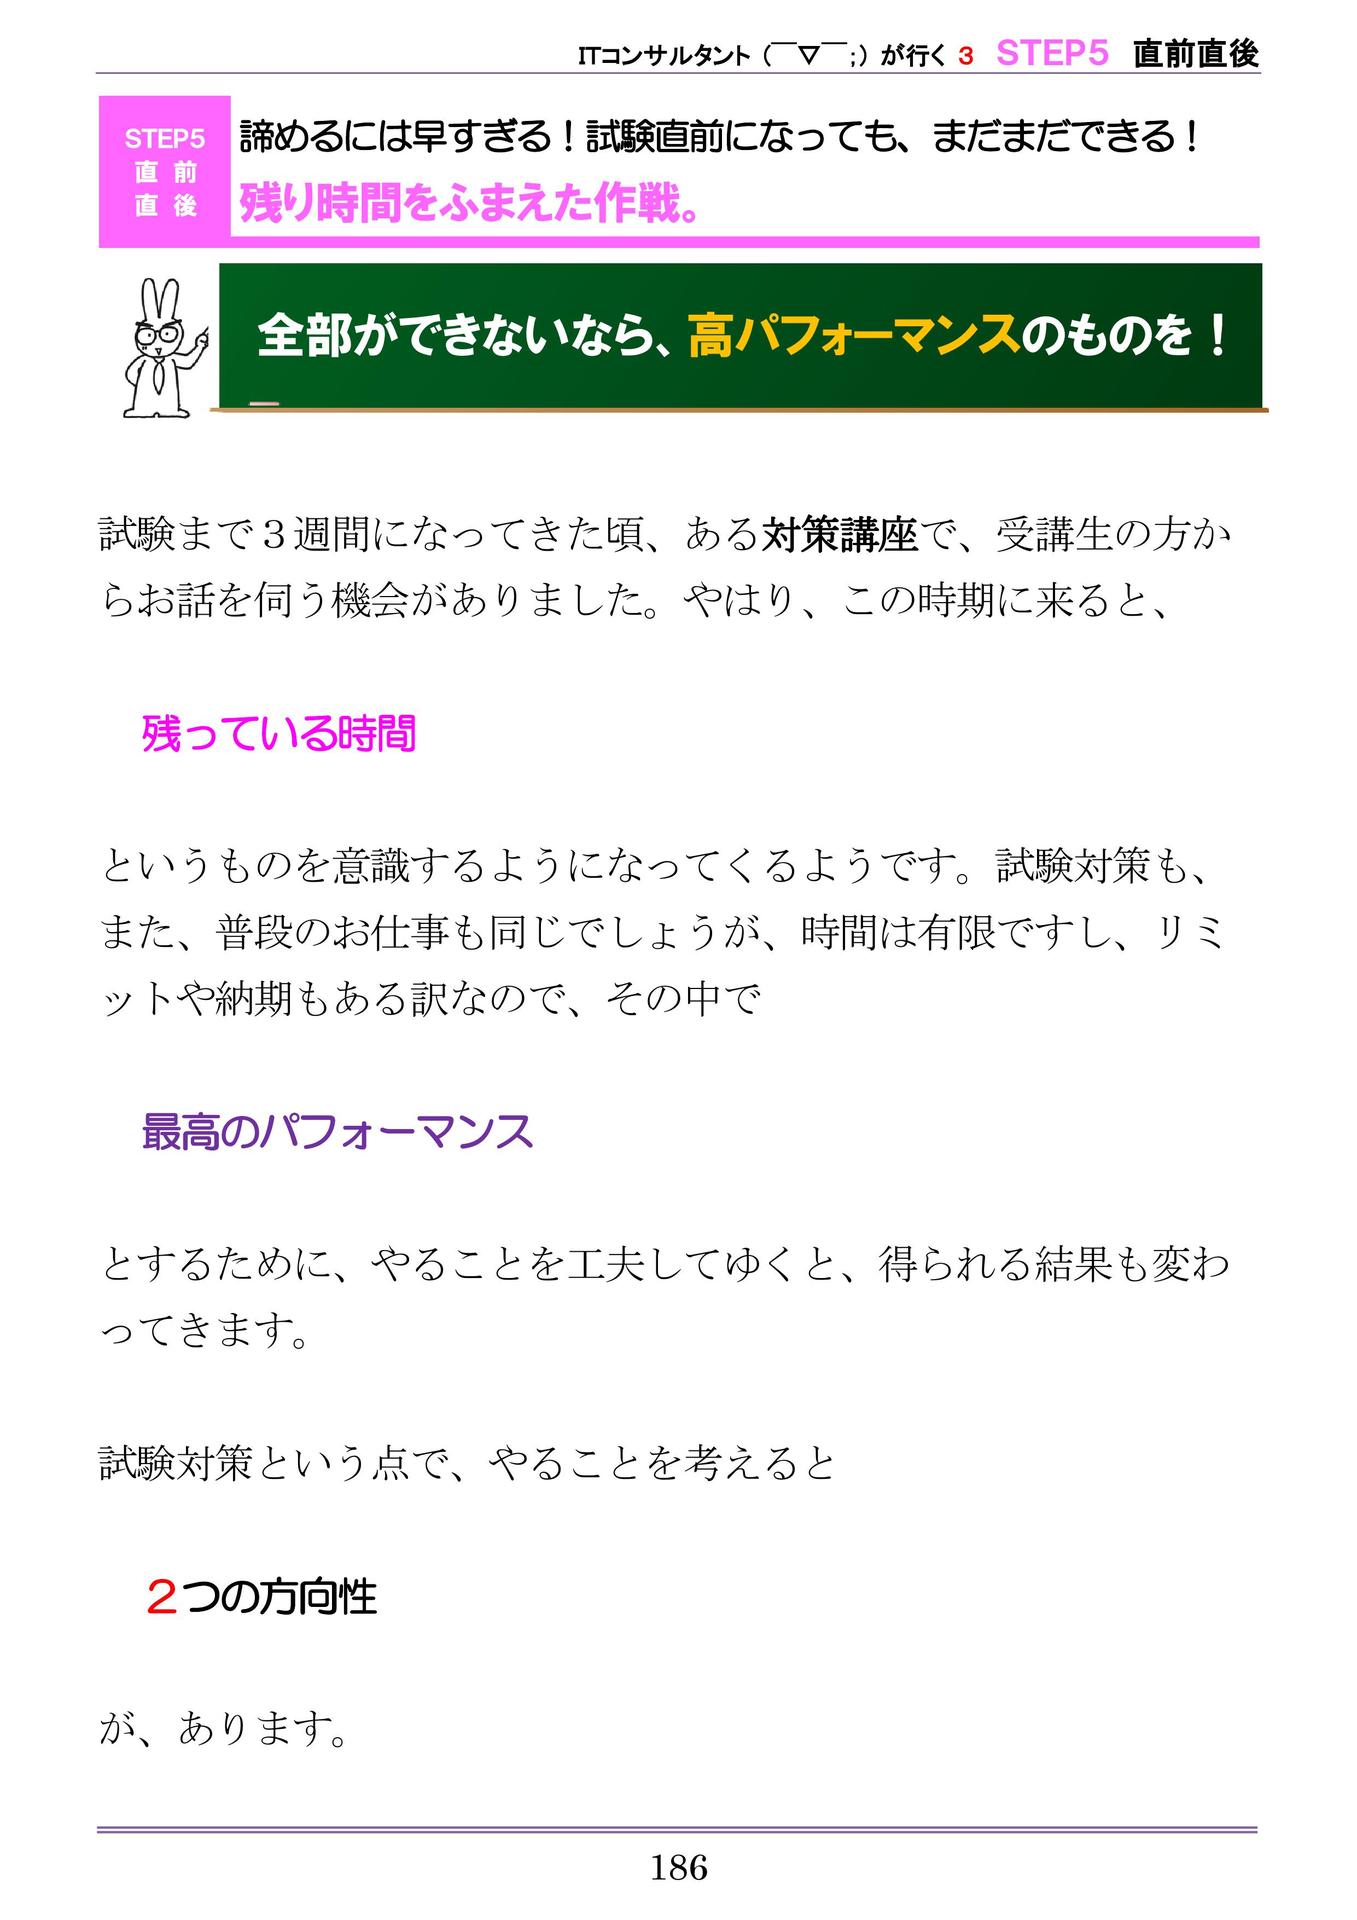 ITコンサルタント（￣▽￣;）が行く 3 STEP5 直前直後
STEP5
直 前
直 後
諦めるには早すぎる！試験直前になっても、まだまだできる！
残り時間をふまえた作戦。
全部ができないなら、高パフォーマンスのものを！
試験まで３週間になってきた頃、ある対策講座で、受講生の方か
らお話を伺う機会がありました。やはり、この時期に来ると、
残っている時間
というものを意識するようになってくるようです。試験対策も、
また、普段のお仕事も同じでしょうが、時間は有限ですし、リミ
ットや納期もある訳なので、その中で
最高のパフォーマンス
とするために、やることを工夫してゆくと、得られる結果も変わ
ってきます。
試験対策という点で、やることを考えると
２つの方向性
が、あります。
186